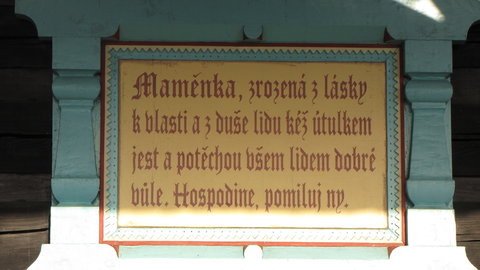 Maměnka, zrozená z lásky
k vlasti a z duše lidu kéž útulkem
jest a potěchou všem lidem dobré
vůle. Hospodine, pomiluj ny.